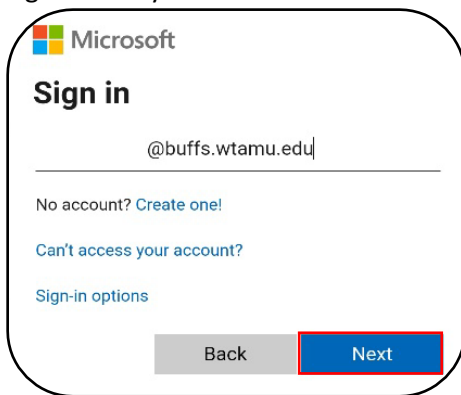 Microsoft
Sign in
@buffs.wtamu.edu
No account? Create one!
Can't access your account?
Sign-in options
Back
Next